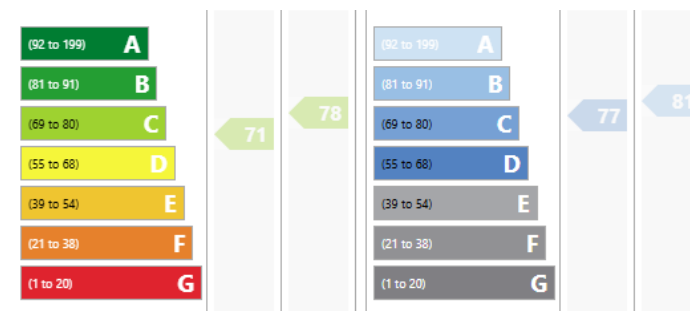 (92 to 199) A
(81 to 91) B
(69 to 80) C
(55 to 68) D
(39 to 54) E
(21 to 38) F
(1 to 20) G
71
78
(92 to 199) A
(81 to 91) B
(69 to 80) C
(55 to 68) D
(39 to 54) E
(21 to 38) F
(1 to 20) G
77
81